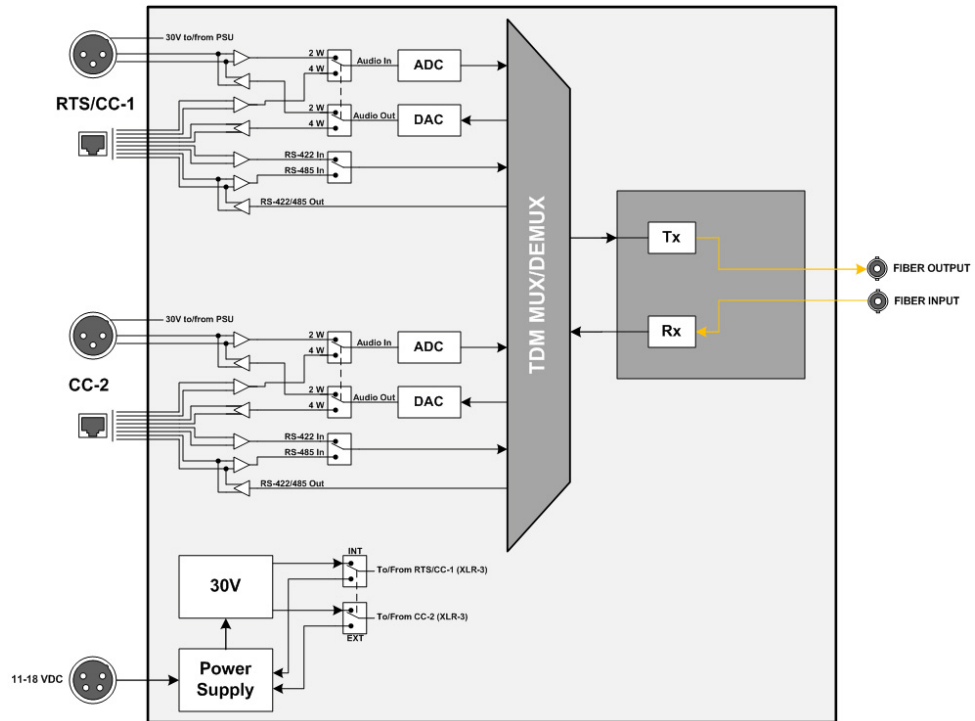 30V to/from PSU
RTS/CC-1
2 W
4 W
Audio In
ADC
2 W
4 W
Audio Out
DAC
RS-422 In
RS-485 In
RS-422/485 Out
TDM MUX/DEMUX
Tx
Rx
FIBER OUTPUT
FIBER INPUT
30V to/from PSU
CC-2
2 W
4 W
Audio In
ADC
2 W
4 W
Audio Out
DAC
RS-422 In
RS-485 In
RS-422/485 Out
30V
INT
To/From RTS/CC-1 (XLR-3)
To/From CC-2 (XLR-3)
EXT
11-18 VDC
Power
Supply